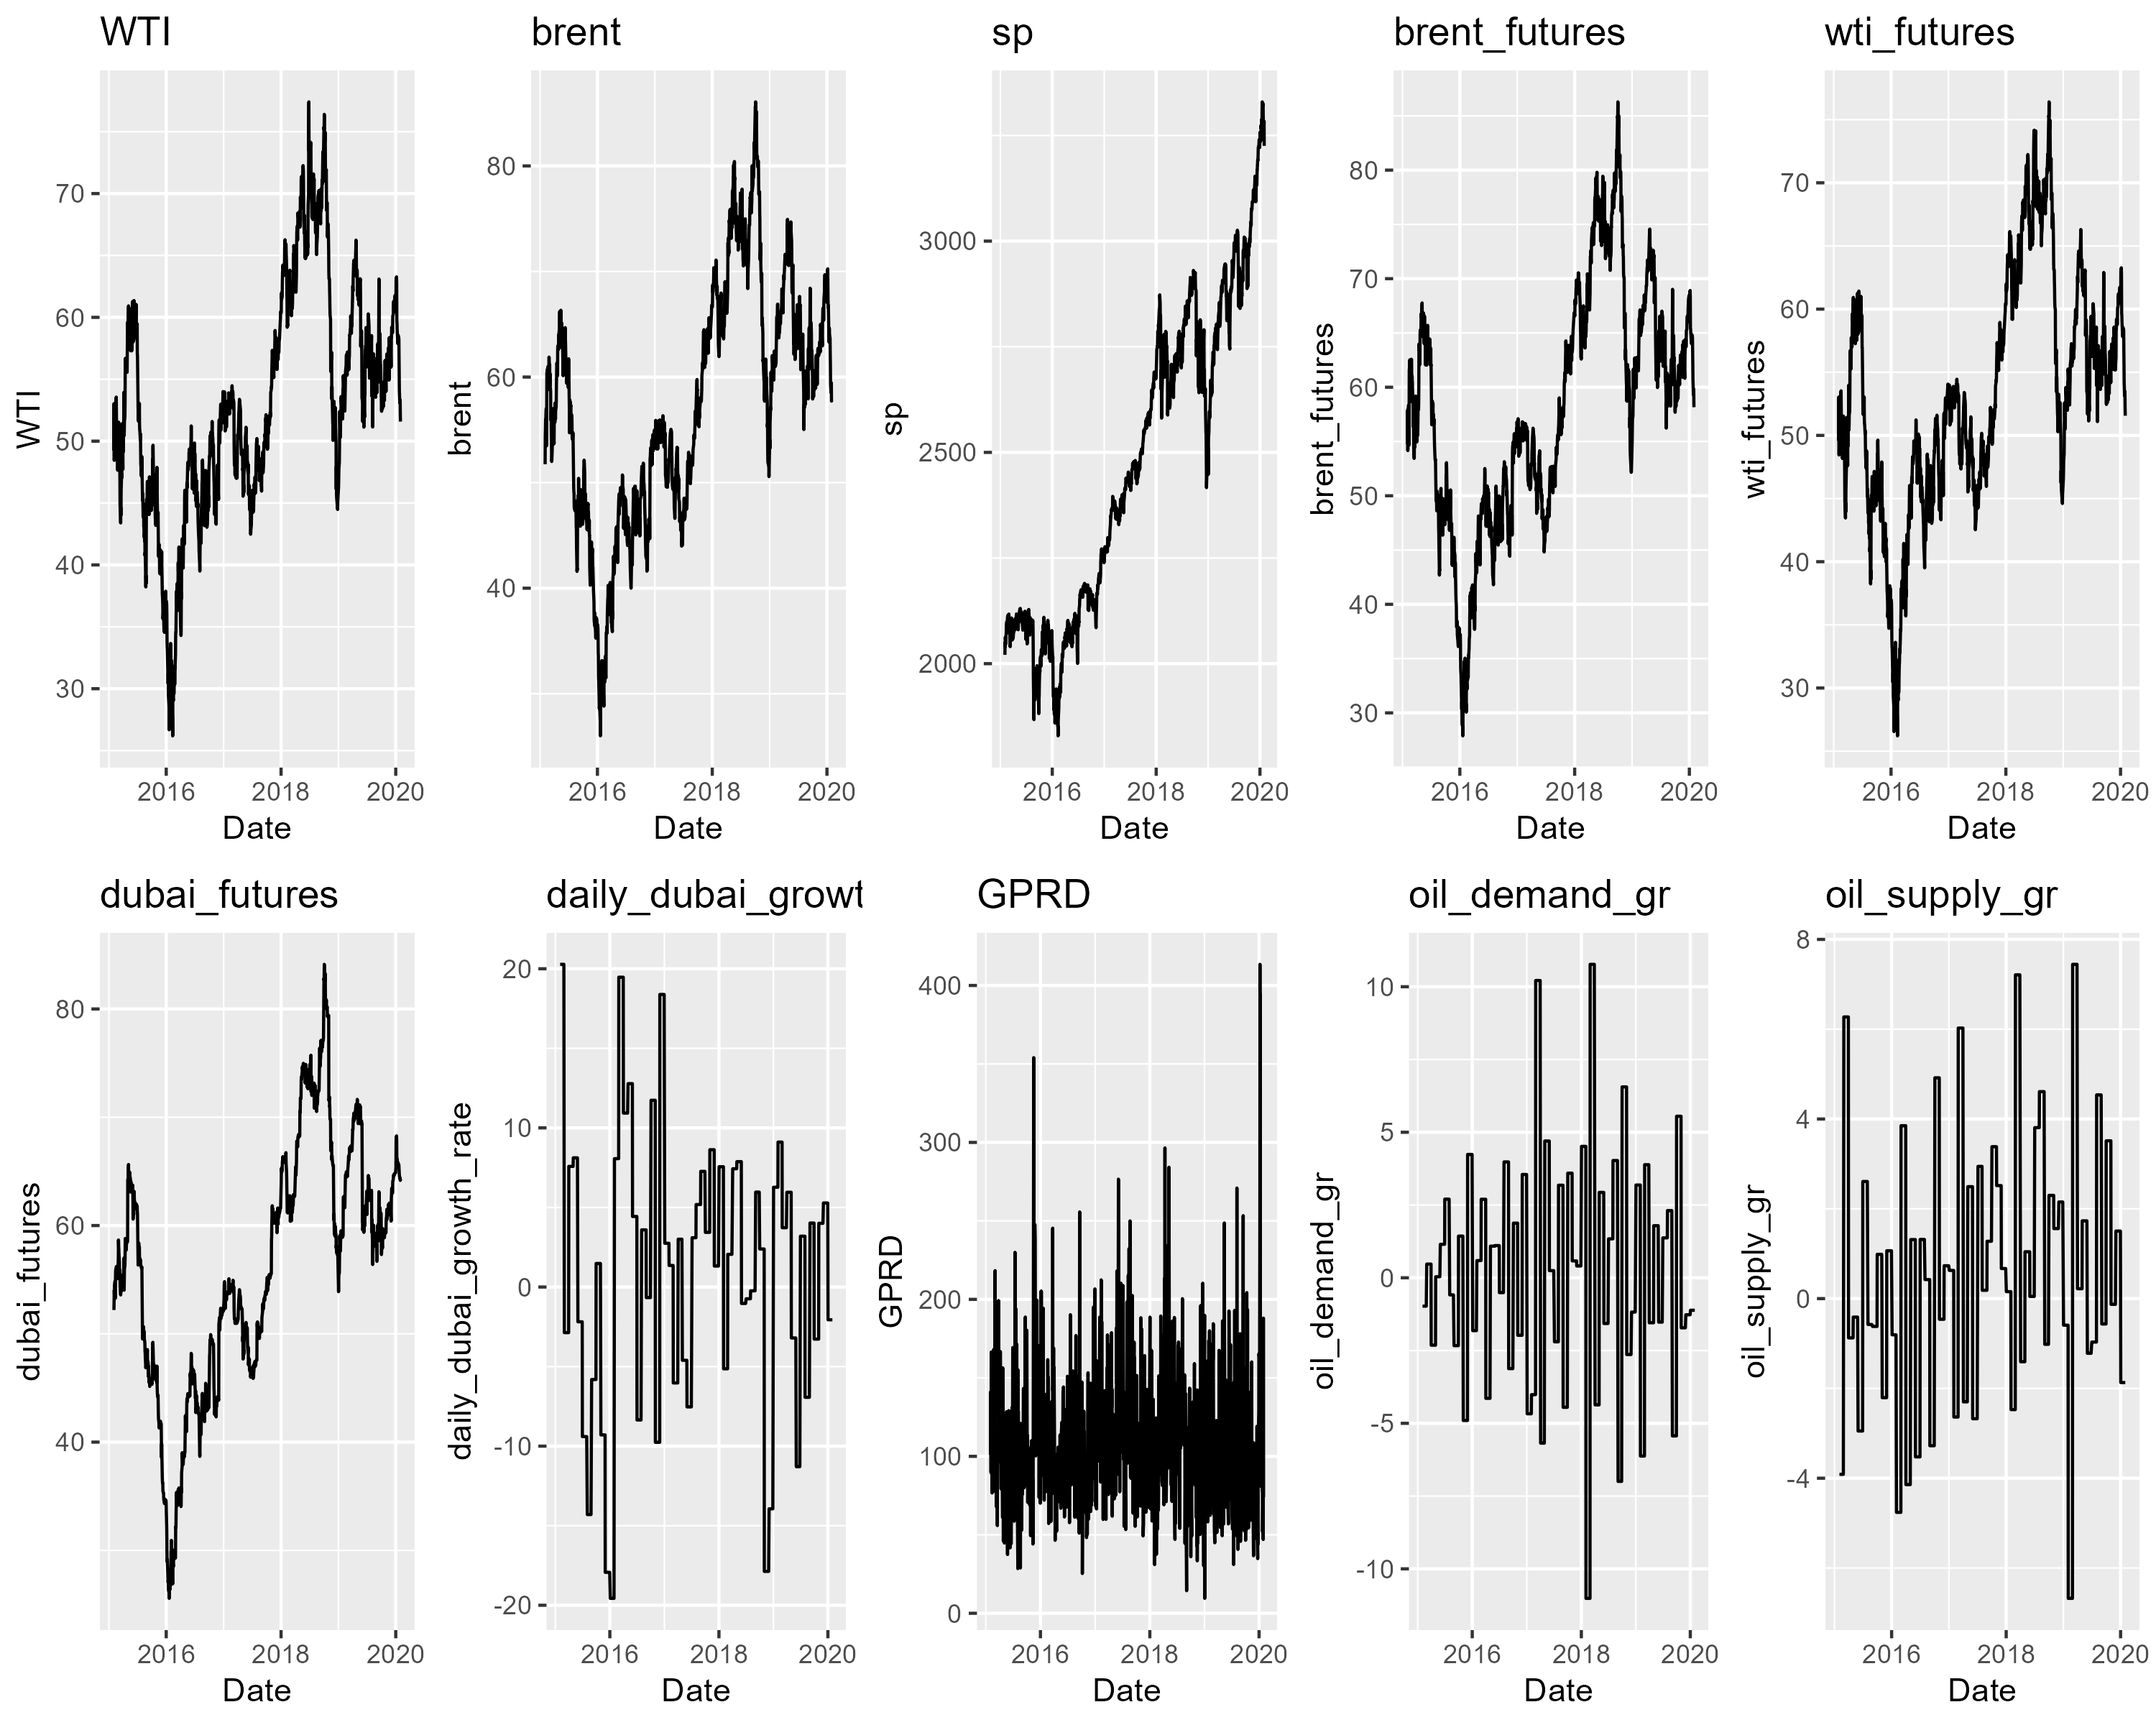 WTI
WTI
70
60
50
40
30
2016 2018 2020
Date
brent
brent
80
60
40
2016 2018 2020
Date
sp
sp
3000
2500
2000
2016 2018 2020
Date
brent_futures
brent_futures
80
70
60
50
40
30
2016 2018 2020
Date
wti_futures
wti_futures
70
60
50
40
30
2016 2018 2020
Date
dubai_futures
dubai_futures
80
60
40
2016 2018 2020
Date
daily_dubai_growt
daily_dubai_growth_rate
20
10
0
-10
-20
2016 2018 2020
Date
GPRD
GPRD
400
300
200
100
0
2016 2018 2020
Date
oil_demand_gr
oil_demand_gr
10
5
0
-5
-10
2016 2018 2020
Date
oil_supply_gr
oil_supply_gr
8
4
0
-4
2016 2018 2020
Date